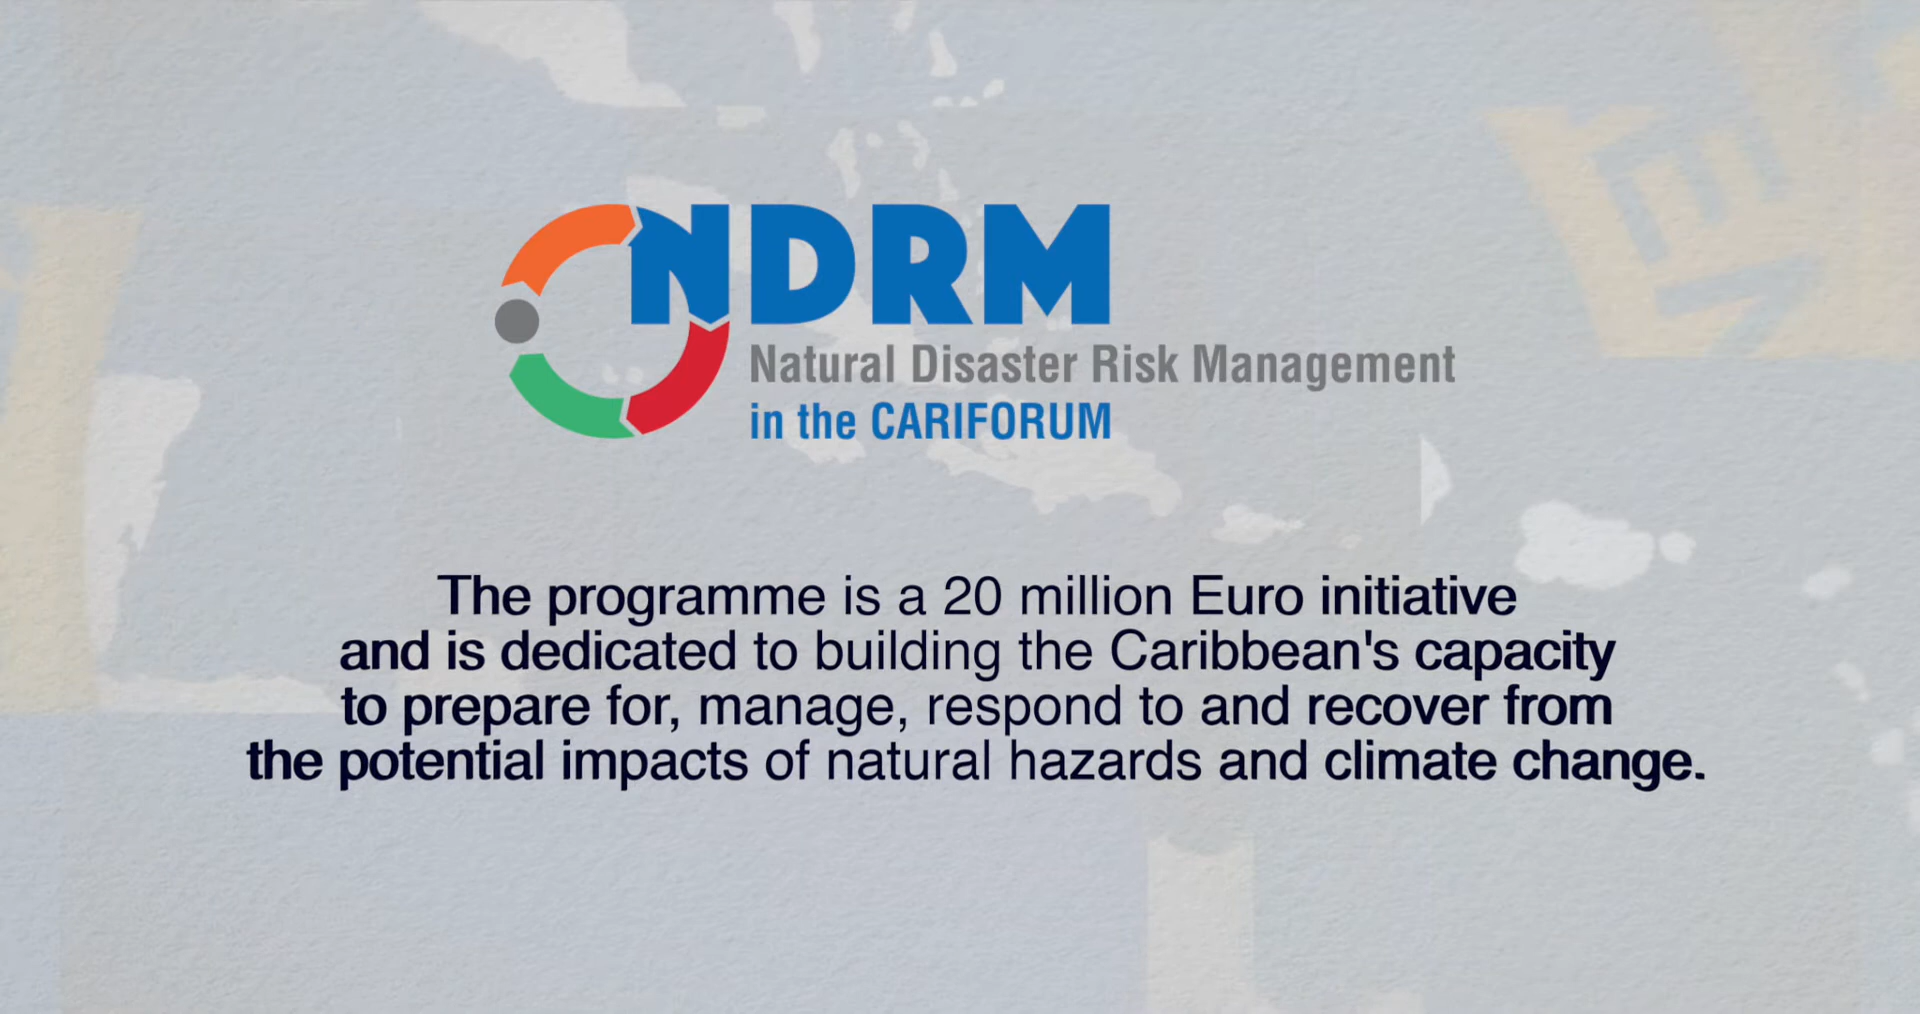 NDRM
Natural Disaster Risk Management
in the CARIFORUM
The programme is a 20 million Euro initiative
and is dedicated to building the Caribbean's capacity
to prepare for, manage, respond to and recover from
the potential impacts of natural hazards and climate change.